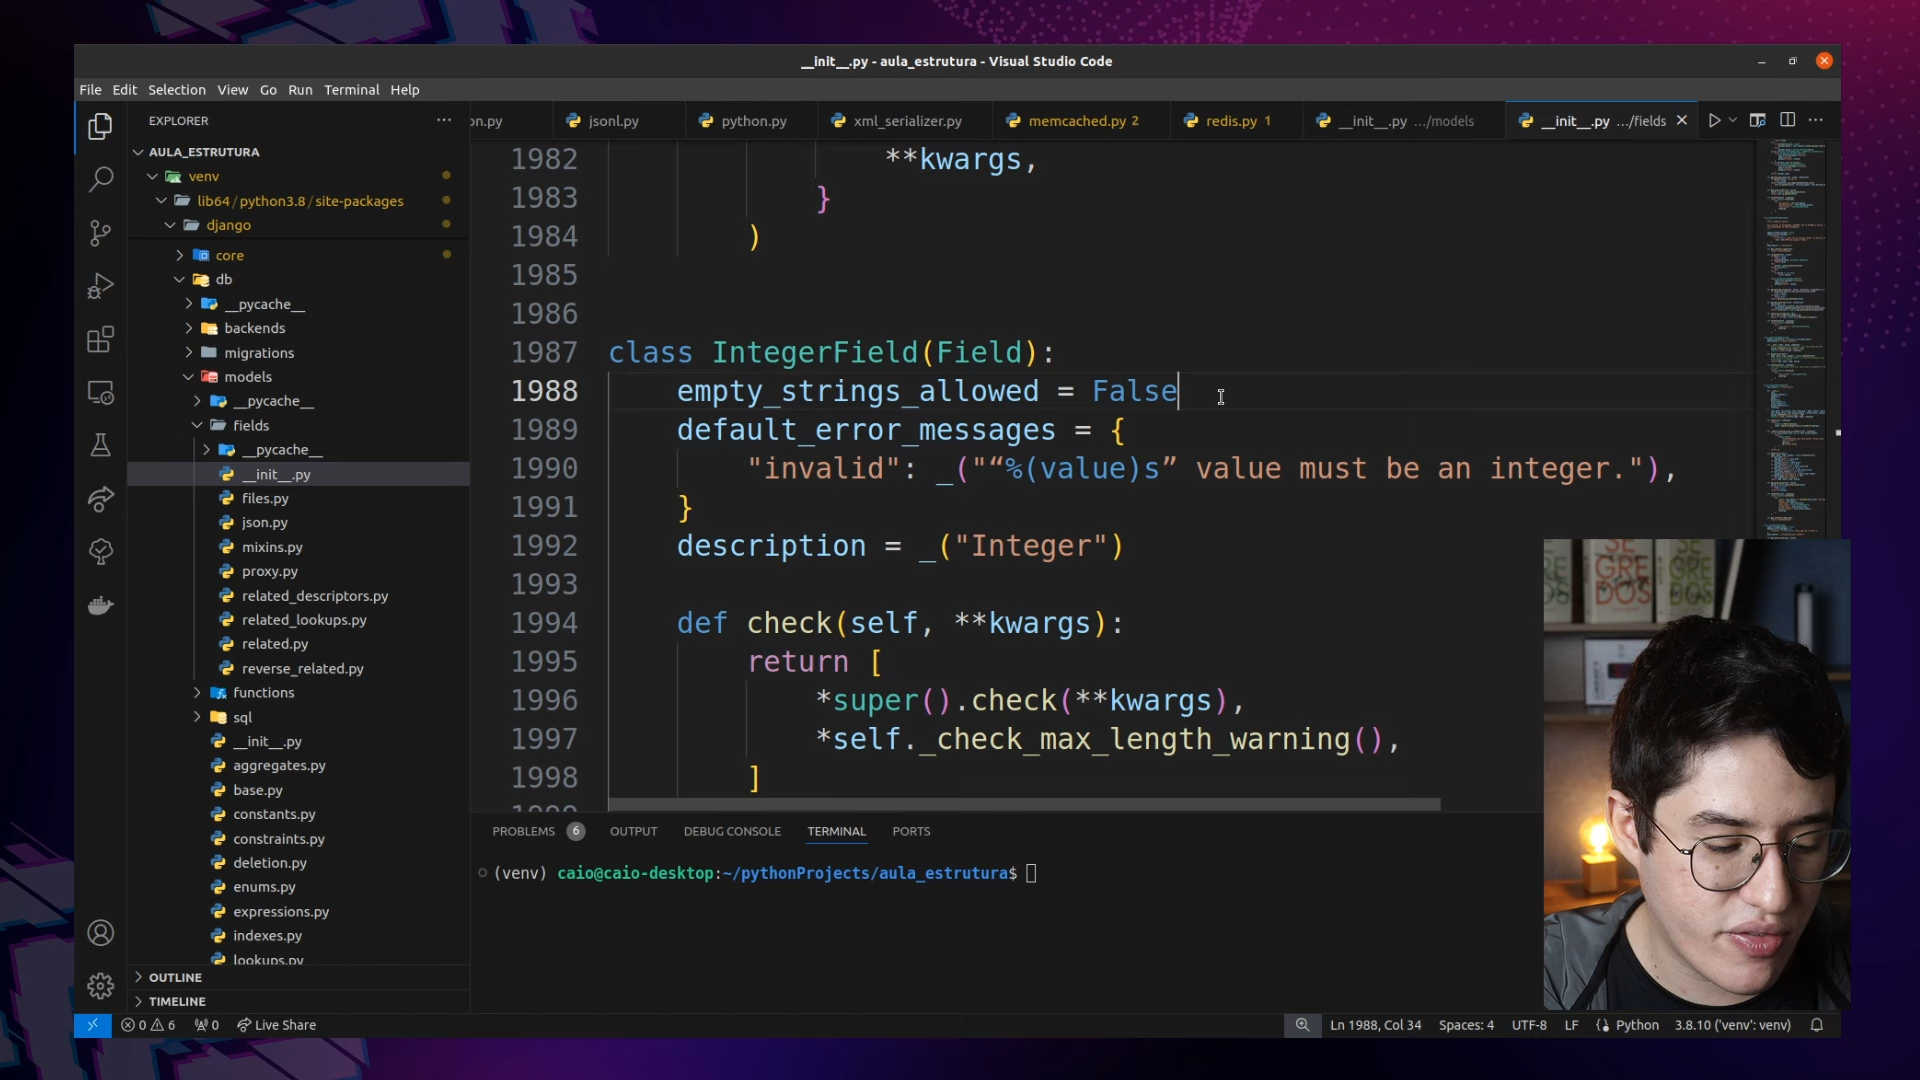 __init__.py - aula_estrutura - Visual Studio Code
File Edit Selection View Go Run Terminal Help
EXPLORER
on.py jsonl.py python.py xml_serializer.py memcached.py 2 redis.py 1 __init__.py .../models __init__.py .../fields
AULA_ESTRUTURA
venv
lib64/python3.8/site-packages
django
core
db
__pycache__
backends
migrations
models
__pycache__
fields
__pycache__
__init__.py
files.py
json.py
mixins.py
proxy.py
related_descriptors.py
related_lookups.py
related.py
reverse_related.py
functions
sql
__init__.py
aggregates.py
base.py
constants.py
constraints.py
deletion.py
enums.py
expressions.py
indexes.py
lookups.py
OUTLINE
TIMELINE
1982 **kwargs,
1983 }
1984 )
1985
1986
1987 class IntegerField(Field):
1988 empty_strings_allowed = False
1989 default_error_messages = {
1990 "invalid": _("“%(value)s” value must be an integer."),
1991 }
1992 description = _("Integer")
1993
1994 def check(self, **kwargs):
1995 return [
1996 *super().check(**kwargs),
1997 *self._check_max_length_warning(),
1998 ]
PROBLEMS 6 OUTPUT DEBUG CONSOLE TERMINAL PORTS
(venv) caio@caio-desktop:~/pythonProjects/aula_estrutura$
SE
GRE
DOS
0 6 0 Live Share Ln 1988, Col 34 Spaces: 4 UTF-8 LF Python 3.8.10 ('venv': venv)